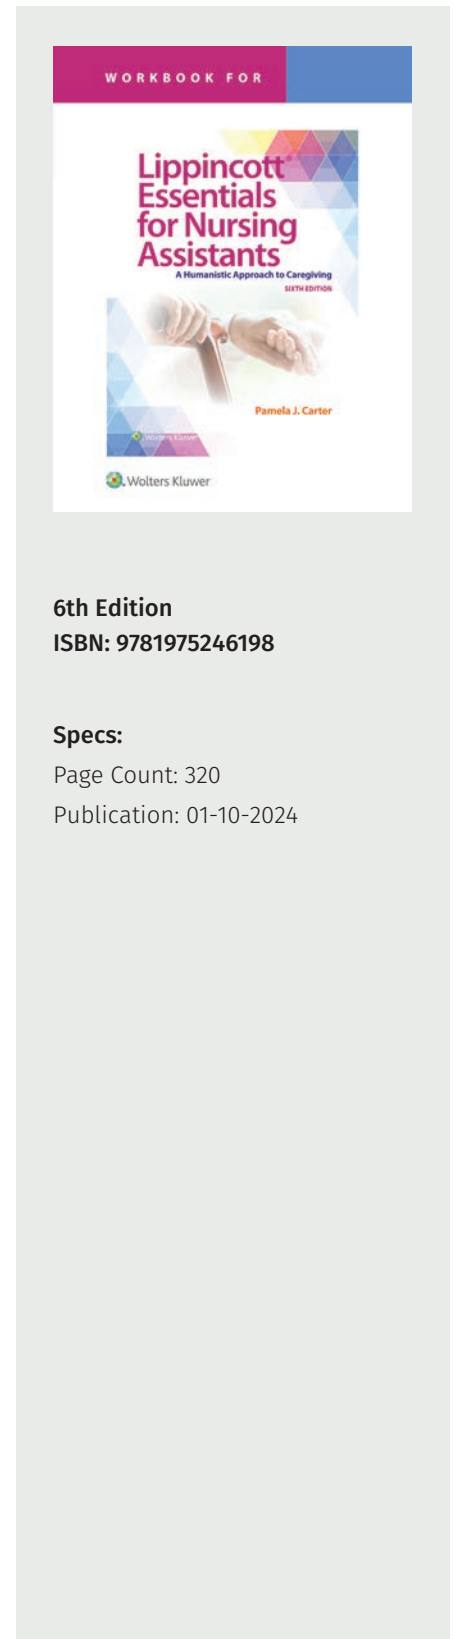 WORKBOOK FOR
Lippincott®
Essentials
for Nursing
Assistants
A Humanistic Approach to Caregiving
SIXTH EDITION
Pamela J. Carter
Wolters Kluwer
Wolters Kluwer
6th Edition
ISBN: 9781975246198
Specs:
Page Count: 320
Publication: 01-10-2024